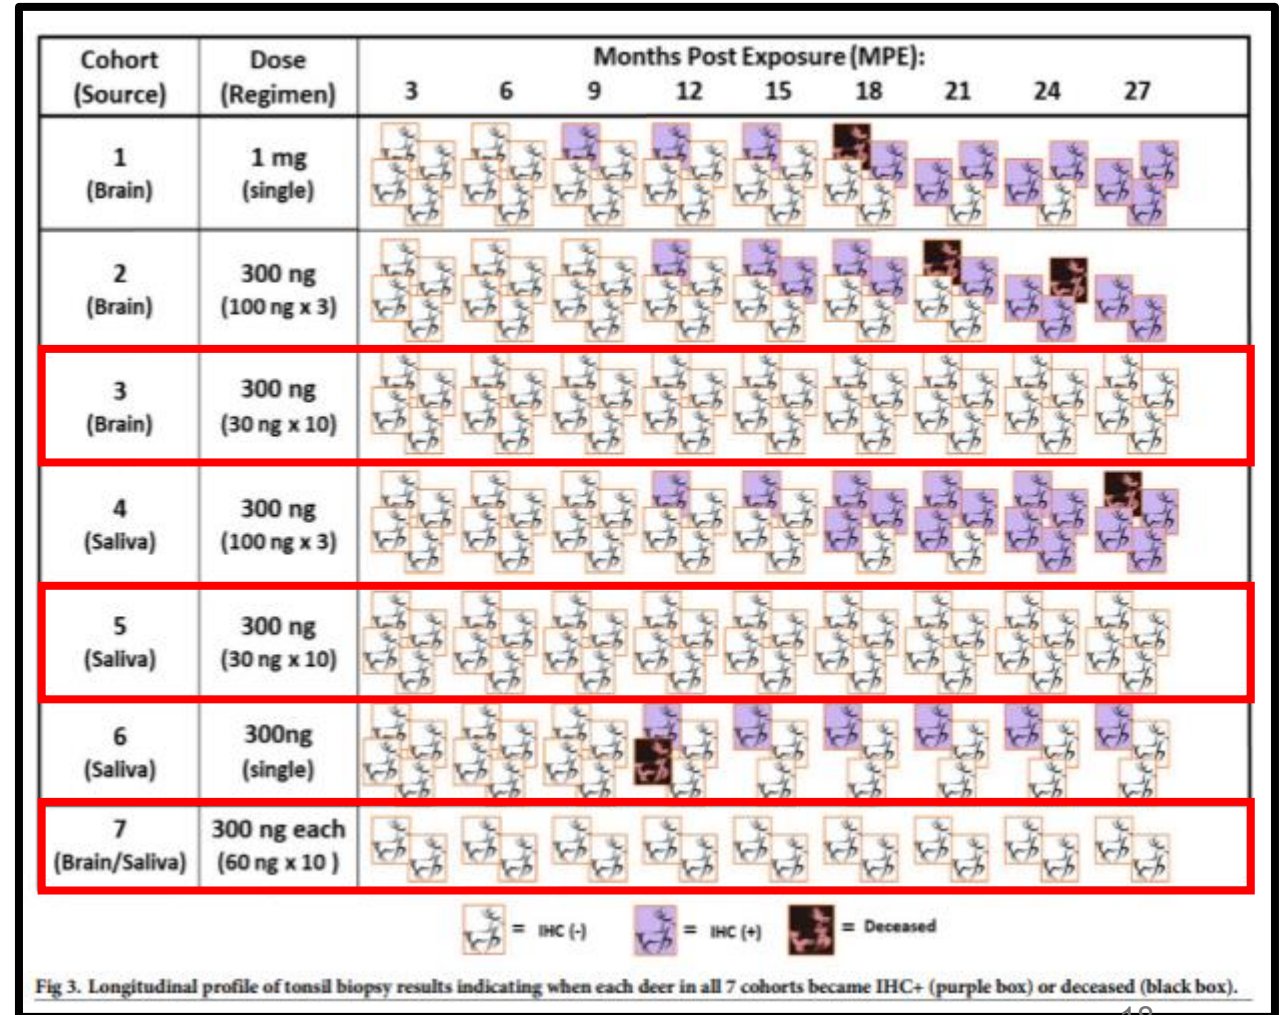 Cohort
(Source)
Dose
(Regimen)
Months Post Exposure (MPE):
3 6 9 12 15 18 21 24 27
1
(Brain)
1 mg
(single)
2
(Brain)
300 ng
(100 ng x 3)
3
(Brain)
300 ng
(30 ng x 10)
4
(Saliva)
300 ng
(100 ng x 3)
5
(Saliva)
300 ng
(30 ng x 10)
6
(Saliva)
300ng
(single)
7
(Brain/Saliva)
300 ng each
(60 ng x 10 )
= IHC (-)
= IHC (+)
= Deceased
Fig 3. Longitudinal profile of tonsil biopsy results indicating when each deer in all 7 cohorts became IHC+ (purple box) or deceased (black box).